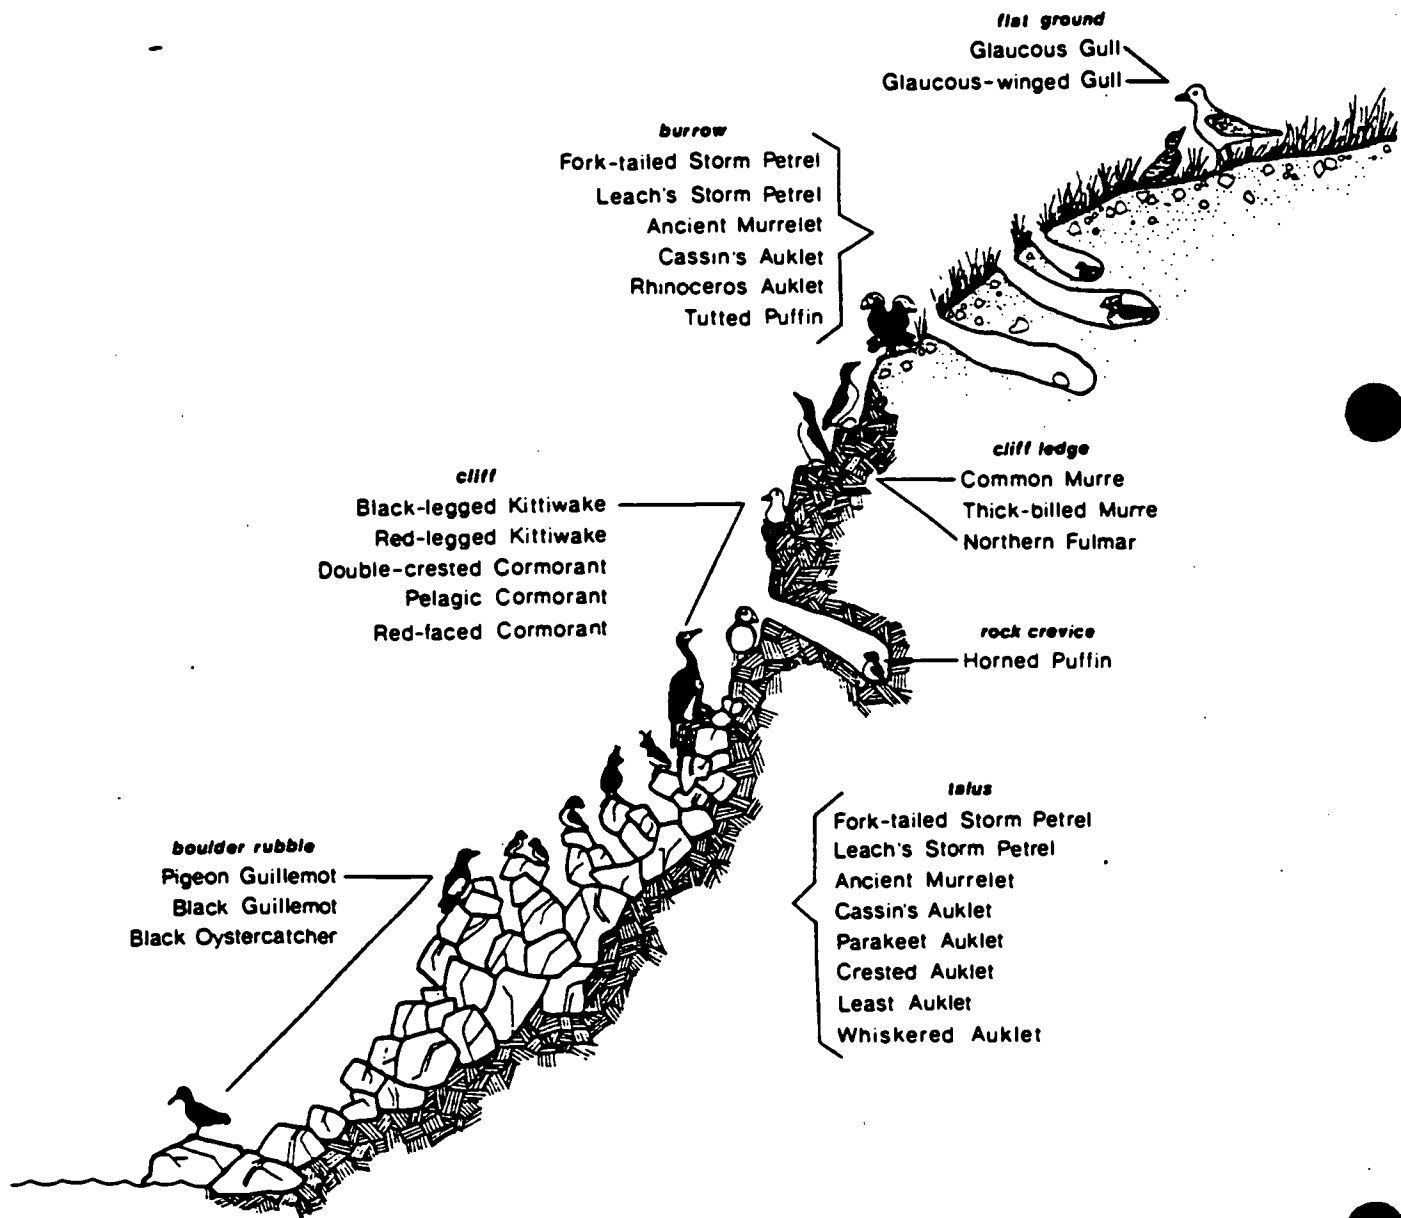 flat ground
Glaucous Gull
Glaucous-winged Gull
burrow
Fork-tailed Storm Petrel
Leach's Storm Petrel
Ancient Murrelet
Cassin's Auklet
Rhinoceros Auklet
Tutted Puffin
cliff ledge
Common Murre
Thick-billed Murre
Northern Fulmar
cliff
Black-legged Kittiwake
Red-legged Kittiwake
Double-crested Cormorant
Pelagic Cormorant
Red-faced Cormorant
rock crevice
Horned Puffin
talus
Fork-tailed Storm Petrel
Leach's Storm Petrel
Ancient Murrelet
Cassin's Auklet
Parakeet Auklet
Crested Auklet
Least Auklet
Whiskered Auklet
boulder rubble
Pigeon Guillemot
Black Guillemot
Black Oystercatcher